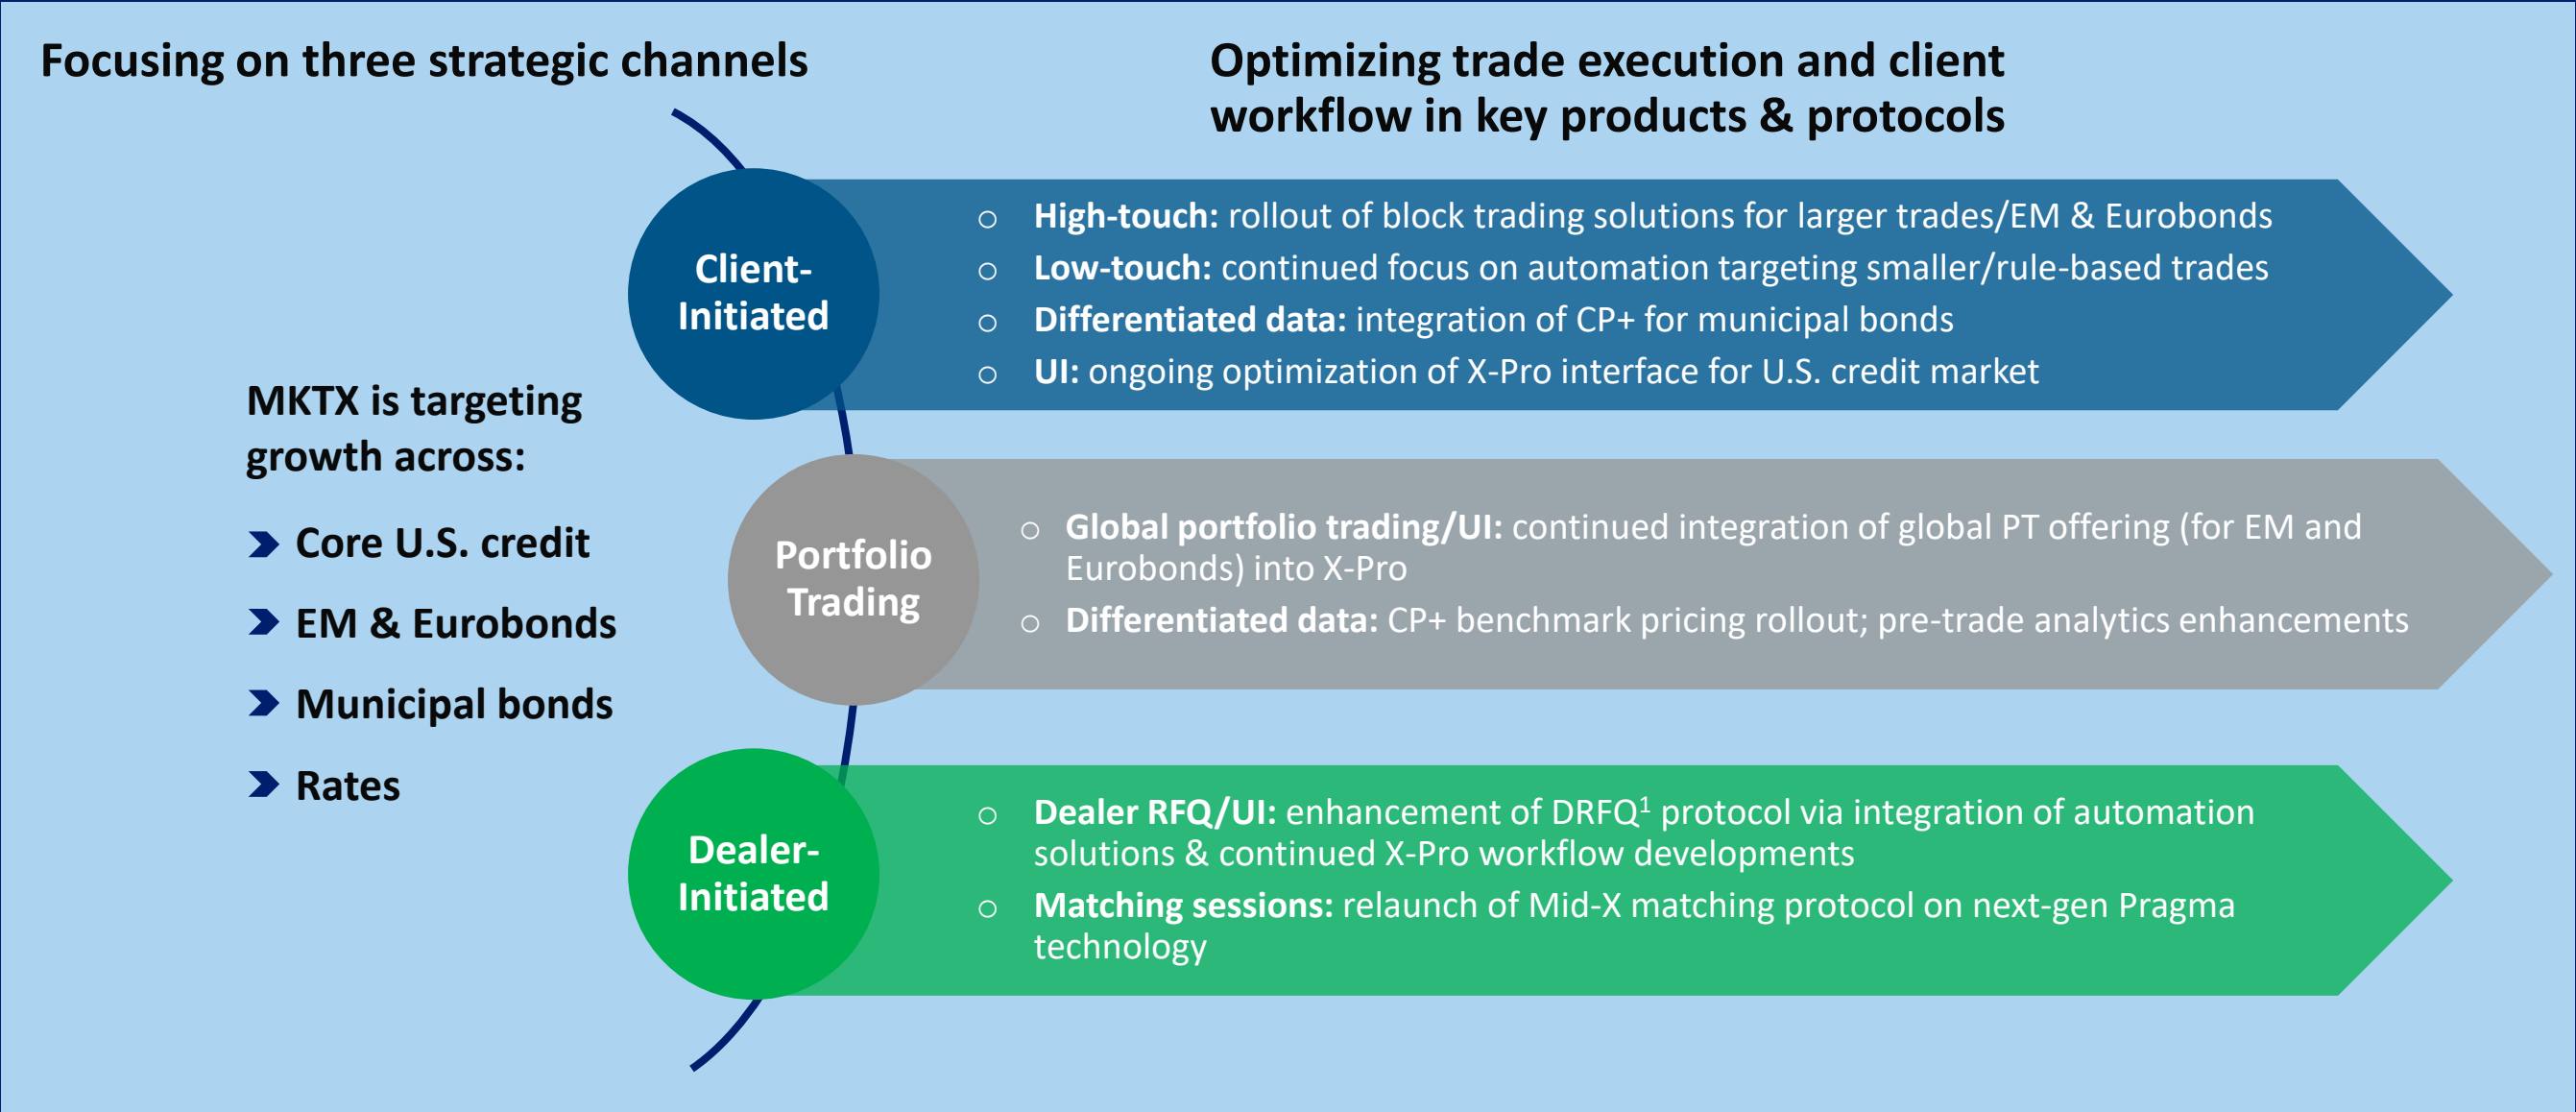 Focusing on three strategic channels
Optimizing trade execution and client
workflow in key products & protocols
MKTX is targeting
growth across:
Core U.S. credit
EM & Eurobonds
Municipal bonds
Rates
Client-
Initiated
o High-touch: rollout of block trading solutions for larger trades/EM & Eurobonds
o Low-touch: continued focus on automation targeting smaller/rule-based trades
o Differentiated data: integration of CP+ for municipal bonds
o UI: ongoing optimization of X-Pro interface for U.S. credit market
Portfolio
Trading
o Global portfolio trading/UI: continued integration of global PT offering (for EM and
Eurobonds) into X-Pro
o Differentiated data: CP+ benchmark pricing rollout; pre-trade analytics enhancements
Dealer-
Initiated
o Dealer RFQ/UI: enhancement of DRFQ¹ protocol via integration of automation
solutions & continued X-Pro workflow developments
o Matching sessions: relaunch of Mid-X matching protocol on next-gen Pragma
technology